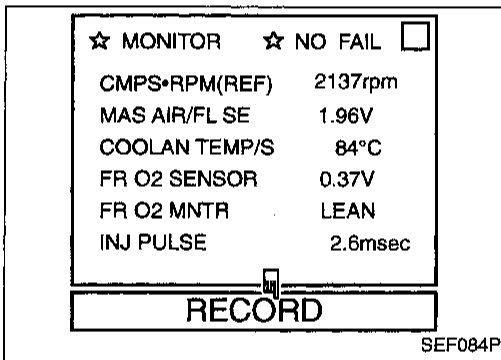 ☆ MONITOR ☆ NO FAIL
CMPS•RPM(REF) 2137rpm
MAS AIR/FL SE 1.96V
COOLAN TEMP/S 84°C
FR O2 SENSOR 0.37V
FR O2 MNTR LEAN
INJ PULSE 2.6msec
RECORD
SEF084P